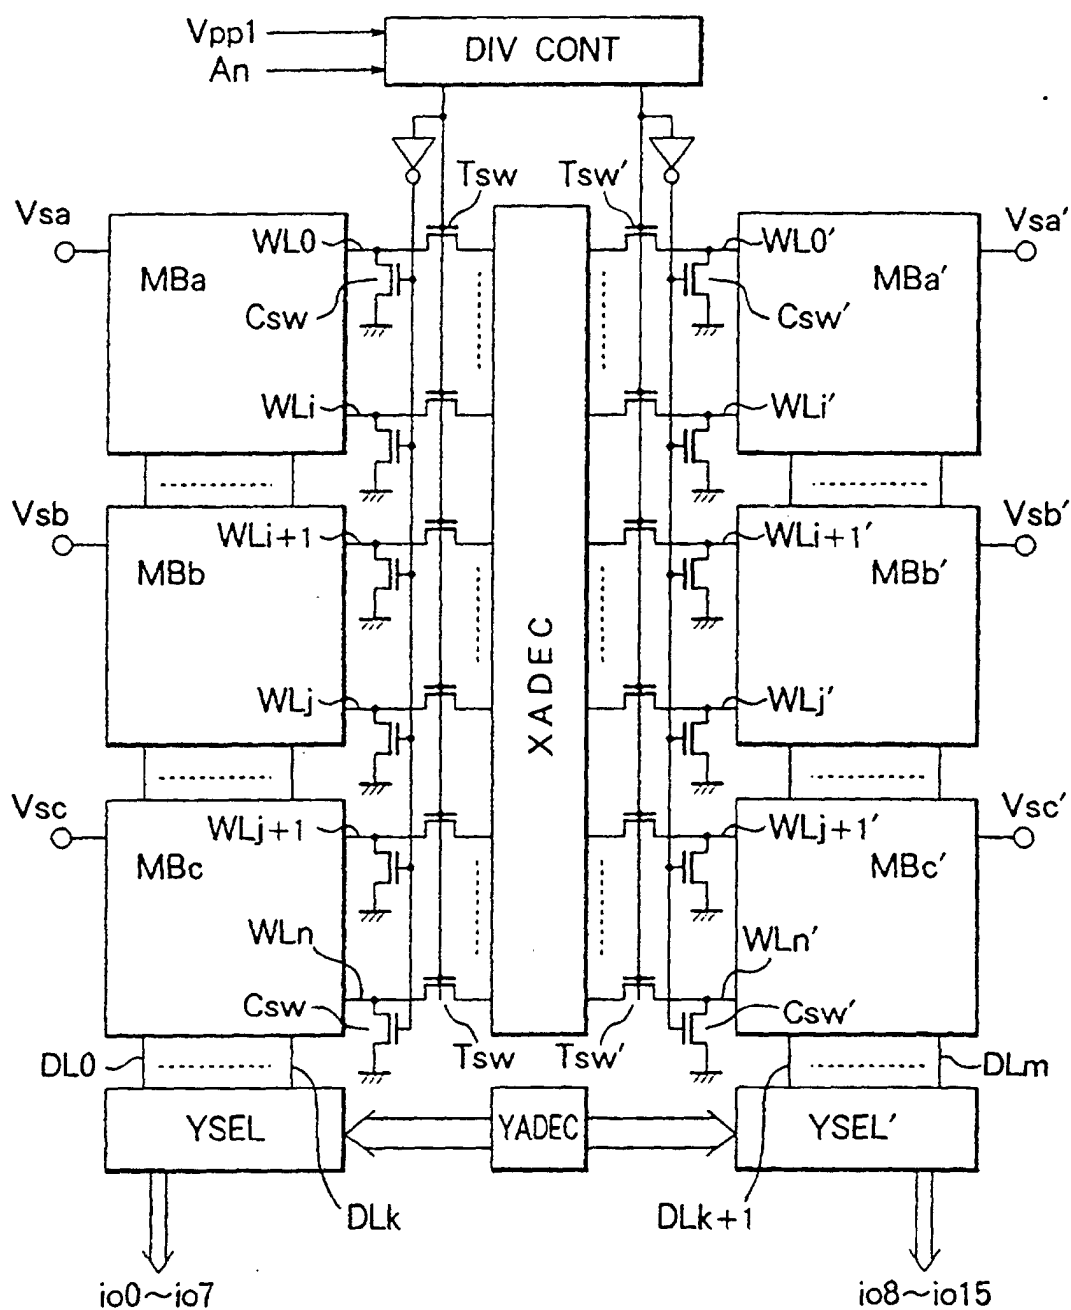 Vpp1
An
DIV CONT
Tsw
Tsw′
Vsa
WL0
WL0′
Vsa′
MBa
MBa′
Csw
Csw′
WLi
WLi′
Vsb
WLi+1
WLi+1′
Vsb′
MBb
MBb′
XADEC
WLj
WLj′
Vsc
WLj+1
WLj+1′
Vsc′
MBc
MBc′
WLn
WLn′
Csw
Csw′
Tsw
Tsw′
DL0
DLm
YSEL
YADEC
YSEL′
DLk
DLk+1
io0~io7
io8~io15